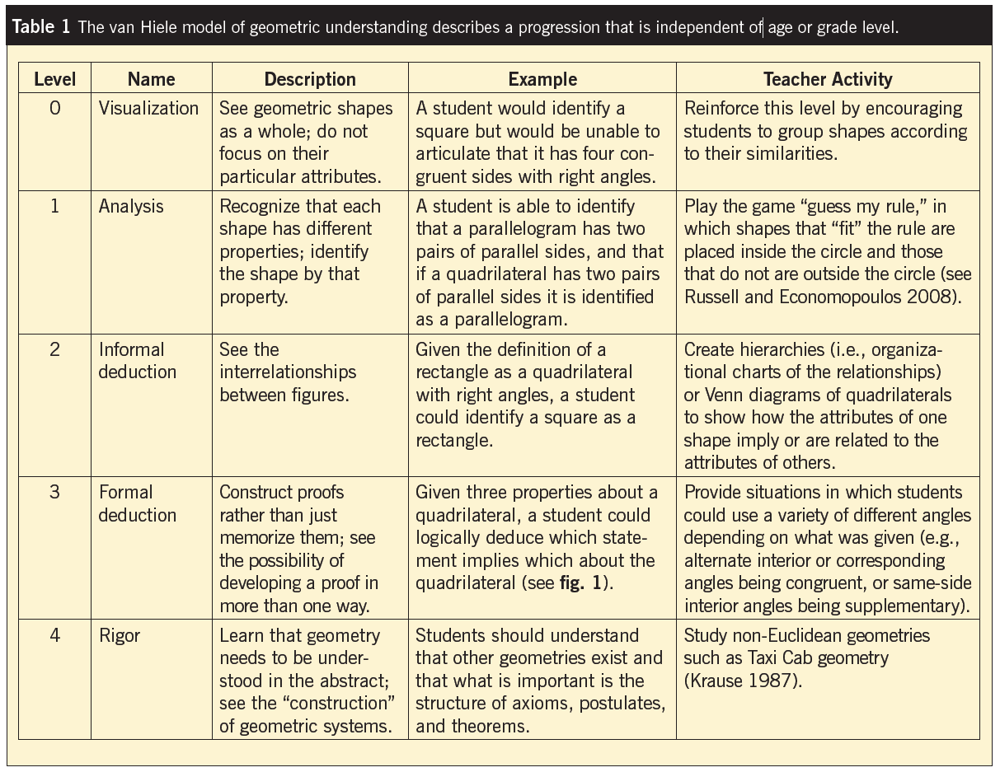 Table 1 The van Hiele model of geometric understanding describes a progression that is independent of age or grade level.
Level Name Description Example Teacher Activity
0 Visualization
See geometric shapes
as a whole; do not
focus on their
particular attributes.
A student would identify a
square but would be unable to
articulate that it has four con-
gruent sides with right angles.
Reinforce this level by encouraging
students to group shapes according
to their similarities.
1 Analysis
Recognize that each
shape has different
properties; identify
the shape by that
property.
A student is able to identify
that a parallelogram has two
pairs of parallel sides, and that
if a quadrilateral has two pairs
of parallel sides it is identified
as a parallelogram.
Play the game “guess my rule,” in
which shapes that “fit” the rule are
placed inside the circle and those
that do not are outside the circle (see
Russell and Economopoulos 2008).
2 Informal
deduction
See the
interrelationships
between figures.
Given the definition of a
rectangle as a quadrilateral
with right angles, a student
could identify a square as a
rectangle.
Create hierarchies (i.e., organiza-
tional charts of the relationships)
or Venn diagrams of quadrilaterals
to show how the attributes of one
shape imply or are related to the
attributes of others.
3 Formal
deduction
Construct proofs
rather than just
memorize them; see
the possibility of
developing a proof in
more than one way.
Given three properties about a
quadrilateral, a student could
logically deduce which state-
ment implies which about the
quadrilateral (see fig. 1).
Provide situations in which students
could use a variety of different angles
depending on what was given (e.g.,
alternate interior or corresponding
angles being congruent, or same-side
interior angles being supplementary).
4 Rigor
Learn that geometry
needs to be under-
stood in the abstract;
see the “construction”
of geometric systems.
Students should understand
that other geometries exist and
that what is important is the
structure of axioms, postulates,
and theorems.
Study non-Euclidean geometries
such as Taxi Cab geometry
(Krause 1987).